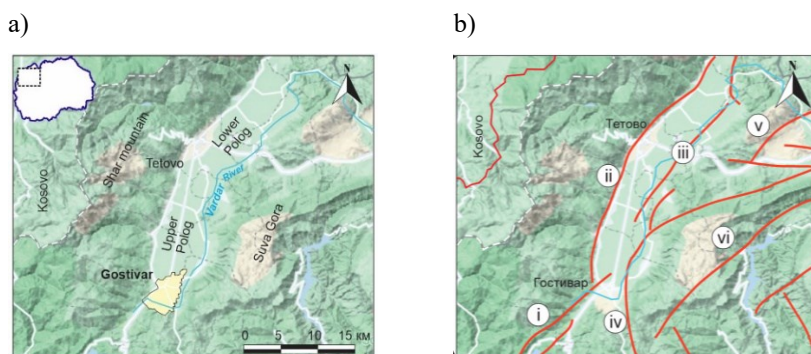 a)
b)
N
Kosovo
Shar mountain
Tetovo
Lower
Polog
Vardar River
Upper
Polog
Suva Gora
Gostivar
0 5 10 15 км
N
Kosovo
Тетово
v
iii
ii
vi
Гостивар
i
iv